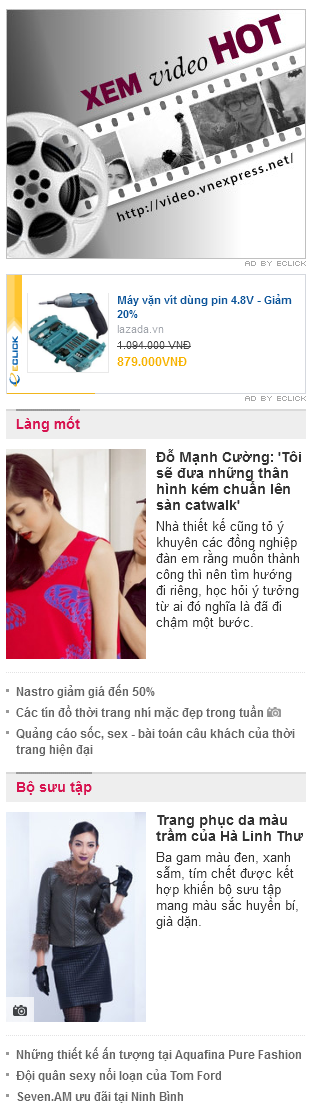 XEM video HOT
http://video.vnexpress.net/
AD BY ECLICK
ECLICK
Máy vặn vít dùng pin 4.8V - Giảm
20%
lazada.vn
1.094.000 VNĐ
879.000VNĐ
AD BY ECLICK
Làng mốt
Đỗ Mạnh Cường: 'Tôi
sẽ đưa những thân
hình kém chuẩn lên
sàn catwalk'
Nhà thiết kế cũng tỏ ý
khuyên các đồng nghiệp
đàn em rằng muốn thành
công thì nên tìm hướng
đi riêng, học hỏi ý tưởng
từ ai đó nghĩa là đã đi
chậm một bước.
Nastro giảm giá đến 50%
Các tín đồ thời trang nhí mặc đẹp trong tuần
Quảng cáo sốc, sex - bài toán câu khách của thời
trang hiện đại
Bộ sưu tập
Trang phục da màu
trầm của Hà Linh Thư
Ba gam màu đen, xanh
sẫm, tím chết được kết
hợp khiến bộ sưu tập
mang màu sắc huyền bí,
già dặn.
Những thiết kế ấn tượng tại Aquafina Pure Fashion
Đội quân sexy nổi loạn của Tom Ford
Seven.AM ưu đãi tại Ninh Bình